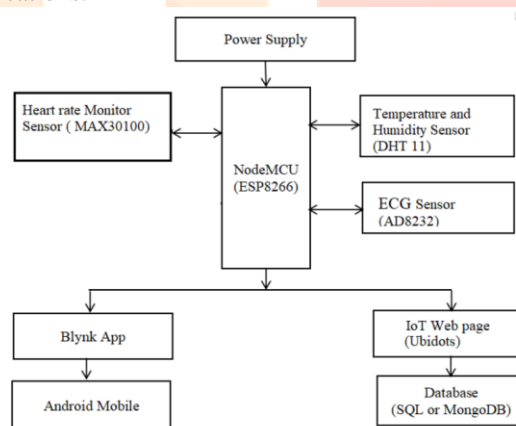 Power Supply
Heart rate Monitor
Sensor ( MAX30100)
Temperature and
Humidity Sensor
(DHT 11)
NodeMCU
(ESP8266)
ECG Sensor
(AD8232)
Blynk App
IoT Web page
(Ubidots)
Android Mobile
Database
(SQL or MongoDB)